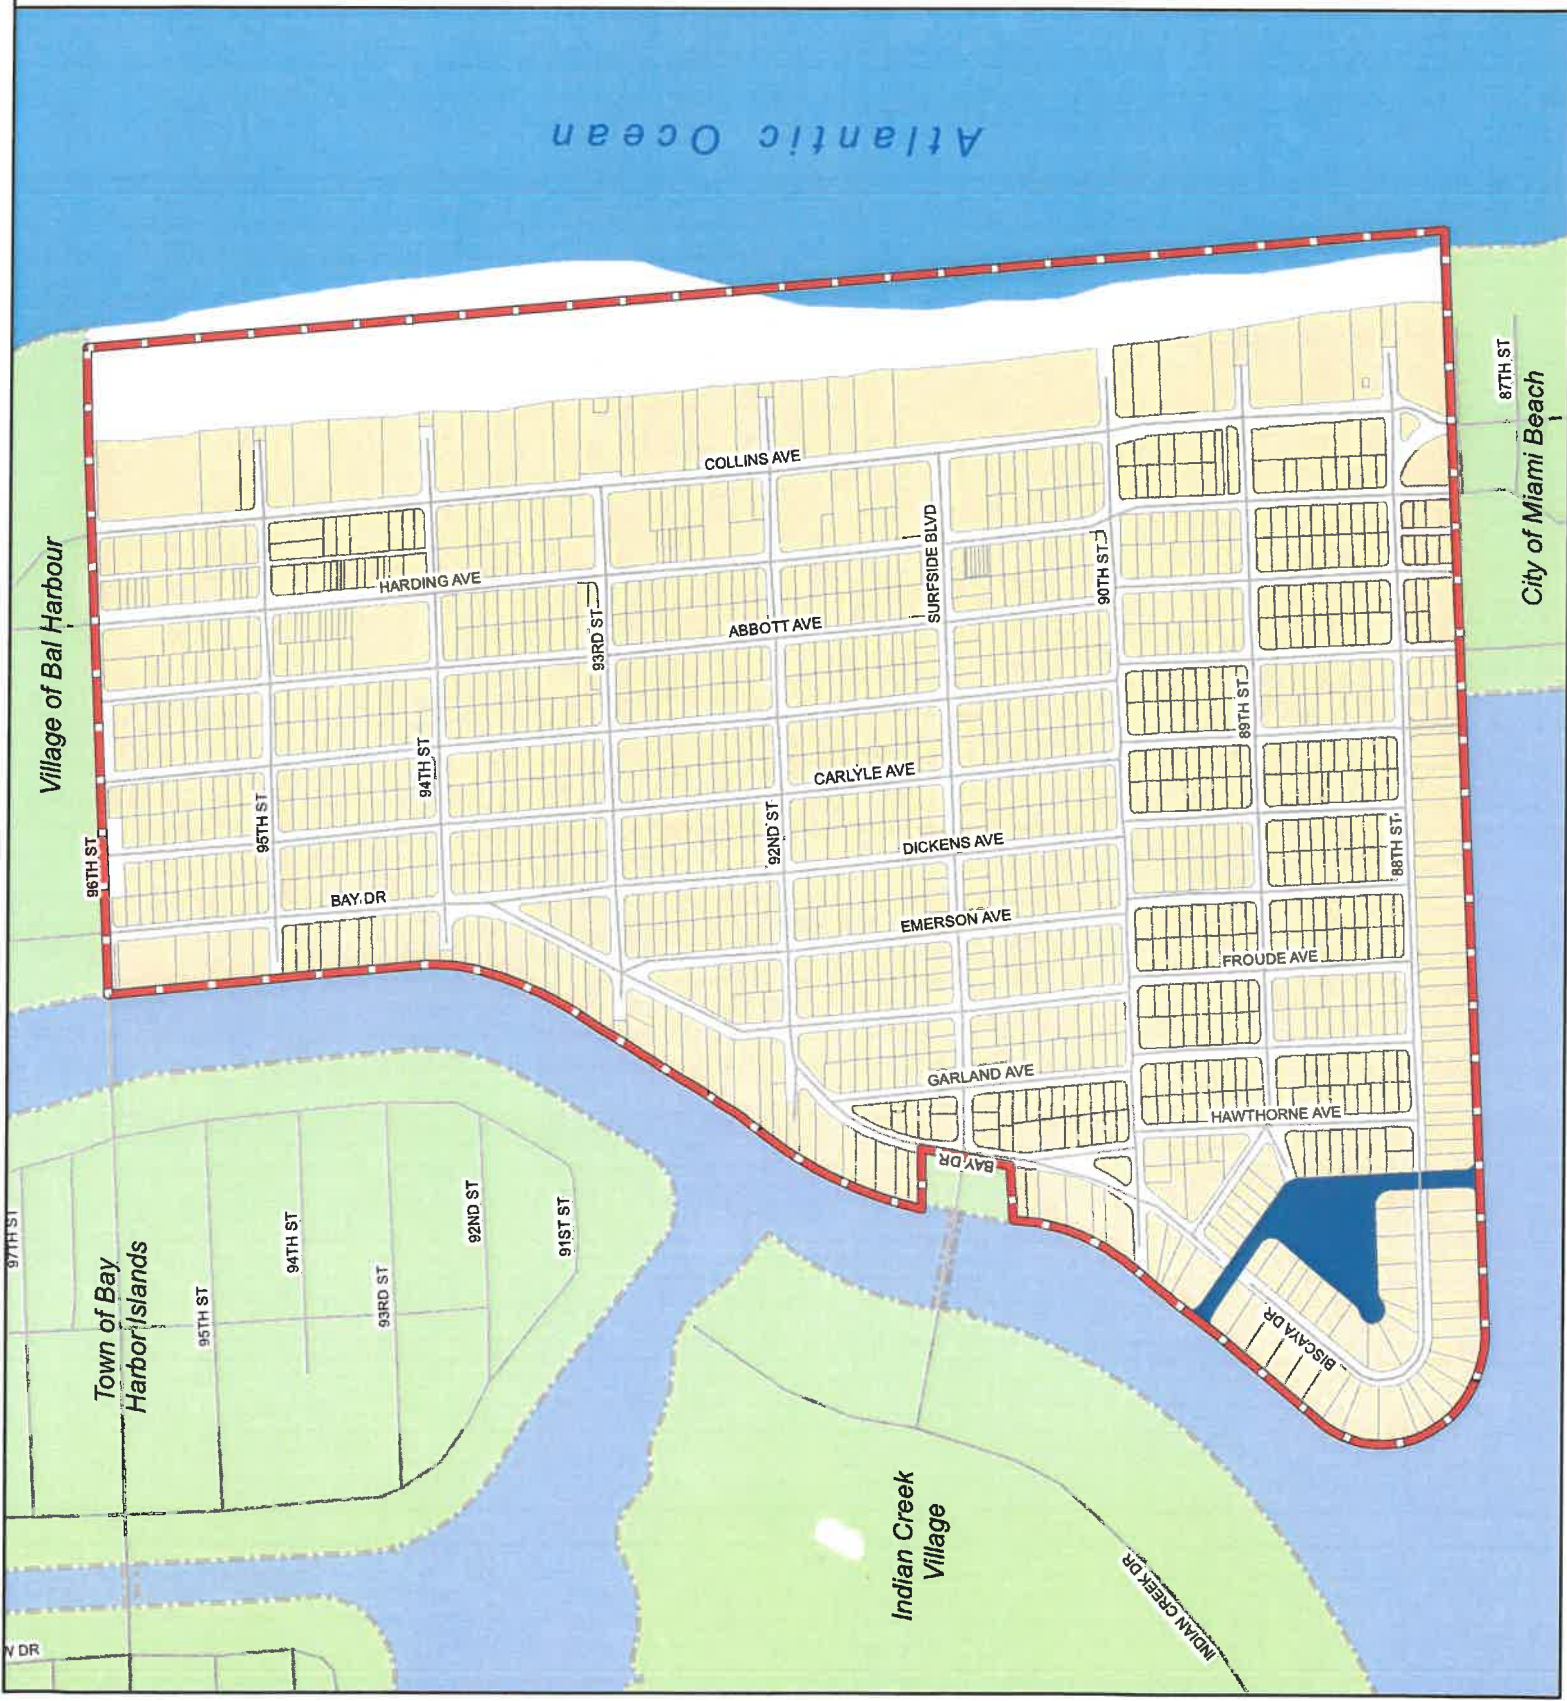 Atlantic Ocean
Village of Bal Harbour
City of Miami Beach
87TH ST
COLLINS AVE
HARDING AVE
93RD ST
ABBOTT AVE
SURFSIDE BLVD
90TH ST
89TH ST
94TH ST
95TH ST
96TH ST
CARLYLE AVE
92ND ST
DICKENS AVE
88TH ST
BAY DR
EMERSON AVE
FROUDE AVE
GARLAND AVE
HAWTHORNE AVE
BAY DR
BISCAYA DR
97TH ST
Town of Bay
Harbor Islands
95TH ST
94TH ST
93RD ST
92ND ST
91ST ST
Indian Creek
Village
INDIAN CREEK DR
DR